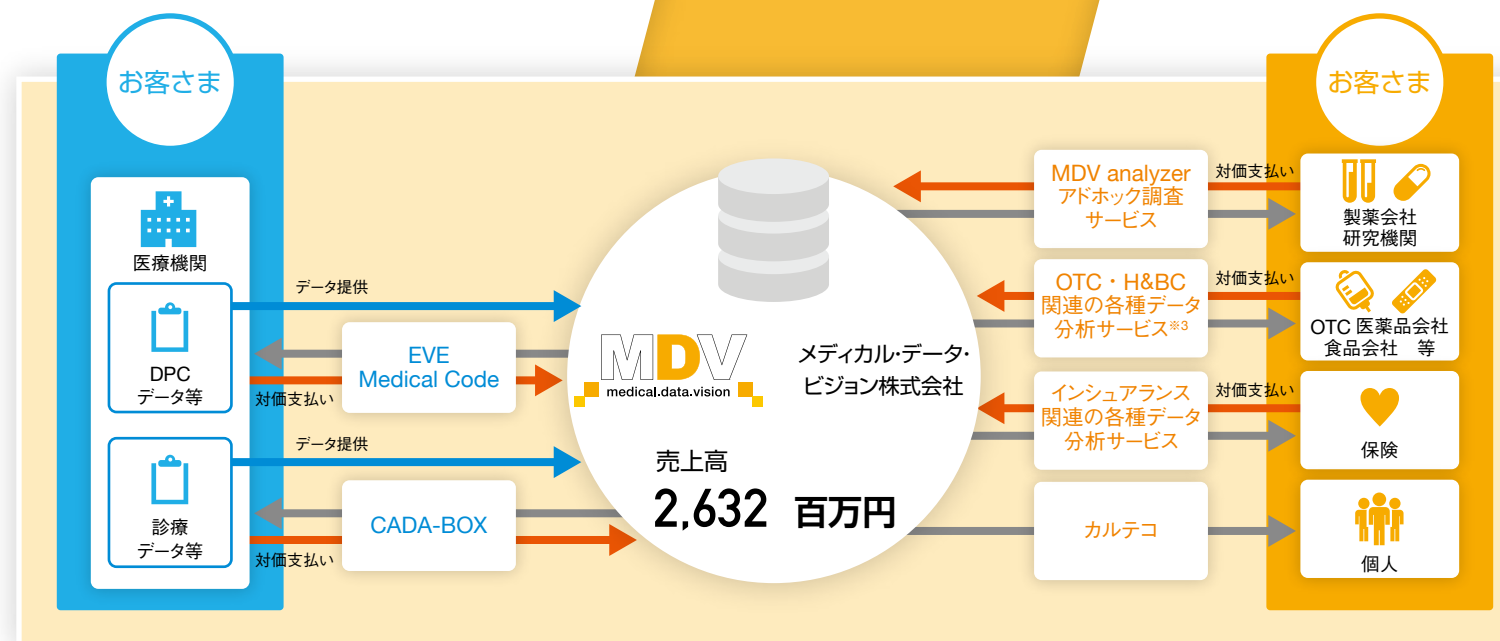 お客さま
医療機関
DPC
データ等
診療
データ等
データ提供
EVE
Medical Code
対価支払い
データ提供
CADA-BOX
対価支払い
MDV
medical.data.vision
メディカル・データ・
ビジョン株式会社
売上高
2,632 百万円
MDV analyzer
アドホック調査
サービス
対価支払い
OTC・H&BC
関連の各種データ
分析サービス※3
対価支払い
インシュアランス
関連の各種データ
分析サービス
対価支払い
カルテコ
お客さま
製薬会社
研究機関
OTC 医薬品会社
食品会社 等
保険
個人